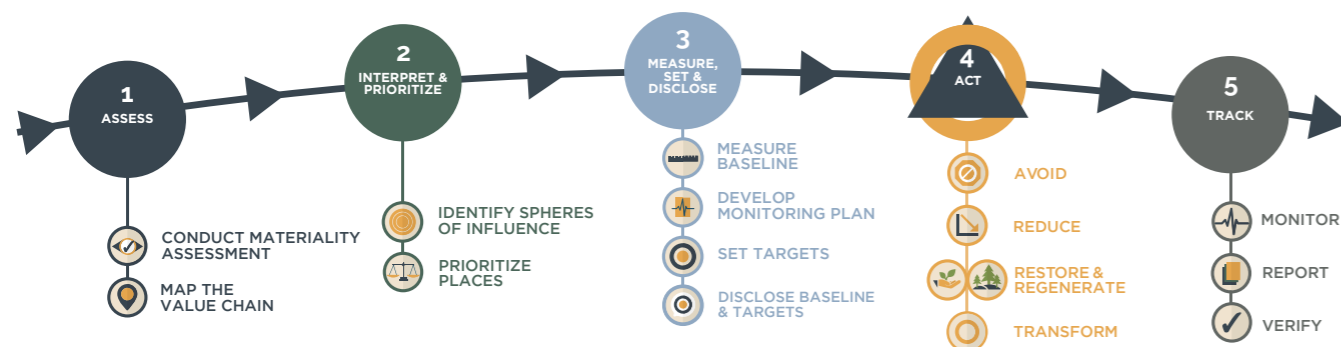 1
ASSESS
CONDUCT MATERIALITY
ASSESSMENT
MAP THE
VALUE CHAIN
2
INTERPRET &
PRIORITIZE
IDENTIFY SPHERES
OF INFLUENCE
PRIORITIZE
PLACES
3
MEASURE,
SET &
DISCLOSE
MEASURE
BASELINE
DEVELOP
MONITORING PLAN
SET TARGETS
DISCLOSE BASELINE
& TARGETS
4
ACT
AVOID
REDUCE
RESTORE &
REGENERATE
TRANSFORM
5
TRACK
MONITOR
REPORT
VERIFY